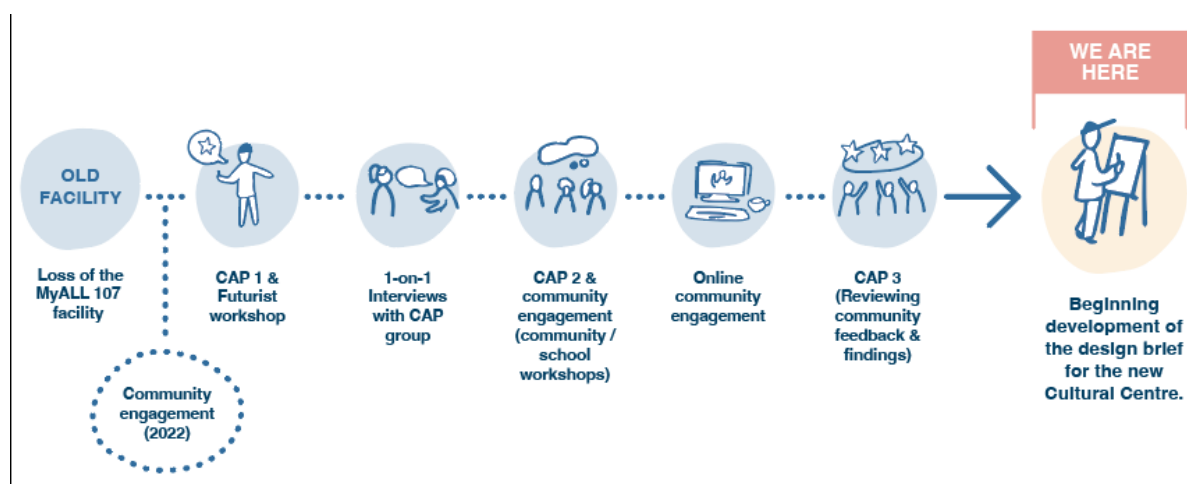 WE ARE
HERE
OLD
FACILITY
Loss of the
MyALL 107
facility
Community
engagement
(2022)
CAP 1 &
Futurist
workshop
1-on-1
Interviews
with CAP
group
CAP 2 &
community
engagement
(community /
school
workshops)
Online
community
engagement
CAP 3
(Reviewing
community
feedback &
findings)
Beginning
development of
the design brief
for the new
Cultural Centre.